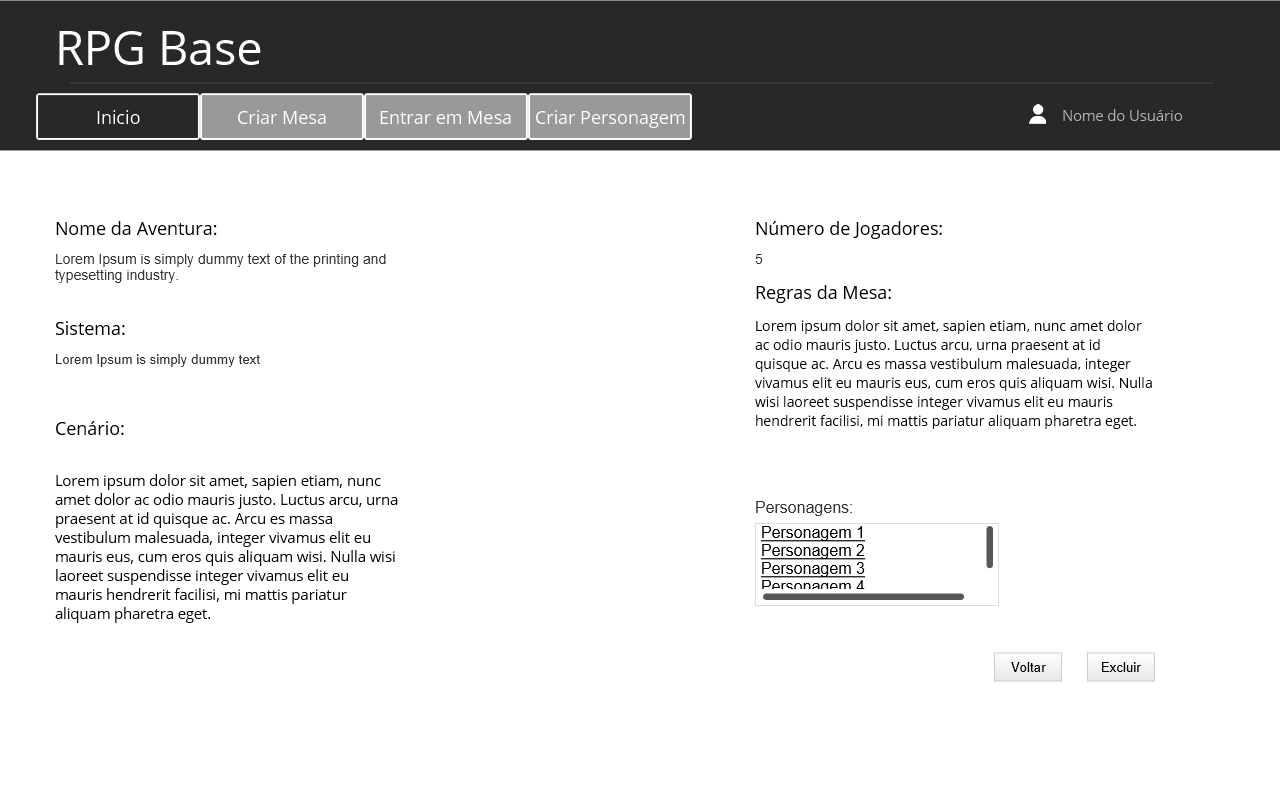 RPG Base
Inicio
Criar Mesa
Entrar em Mesa
Criar Personagem
Nome do Usuário
Nome da Aventura:
Lorem Ipsum is simply dummy text of the printing and
typesetting industry.
Sistema:
Lorem Ipsum is simply dummy text
Cenário:
Lorem ipsum dolor sit amet, sapien etiam, nunc
amet dolor ac odio mauris justo. Luctus arcu, urna
praesent at id quisque ac. Arcu es massa
vestibulum malesuada, integer vivamus elit eu
mauris eus, cum eros quis aliquam wisi. Nulla wisi
laoreet suspendisse integer vivamus elit eu
mauris hendrerit facilisi, mi mattis pariatur
aliquam pharetra eget.
Número de Jogadores:
5
Regras da Mesa:
Lorem ipsum dolor sit amet, sapien etiam, nunc amet dolor
ac odio mauris justo. Luctus arcu, urna praesent at id
quisque ac. Arcu es massa vestibulum malesuada, integer
vivamus elit eu mauris eus, cum eros quis aliquam wisi. Nulla
wisi laoreet suspendisse integer vivamus elit eu mauris
hendrerit facilisi, mi mattis pariatur aliquam pharetra eget.
Personagens:
Personagem 1
Personagem 2
Personagem 3
Personagem 4
Voltar
Excluir